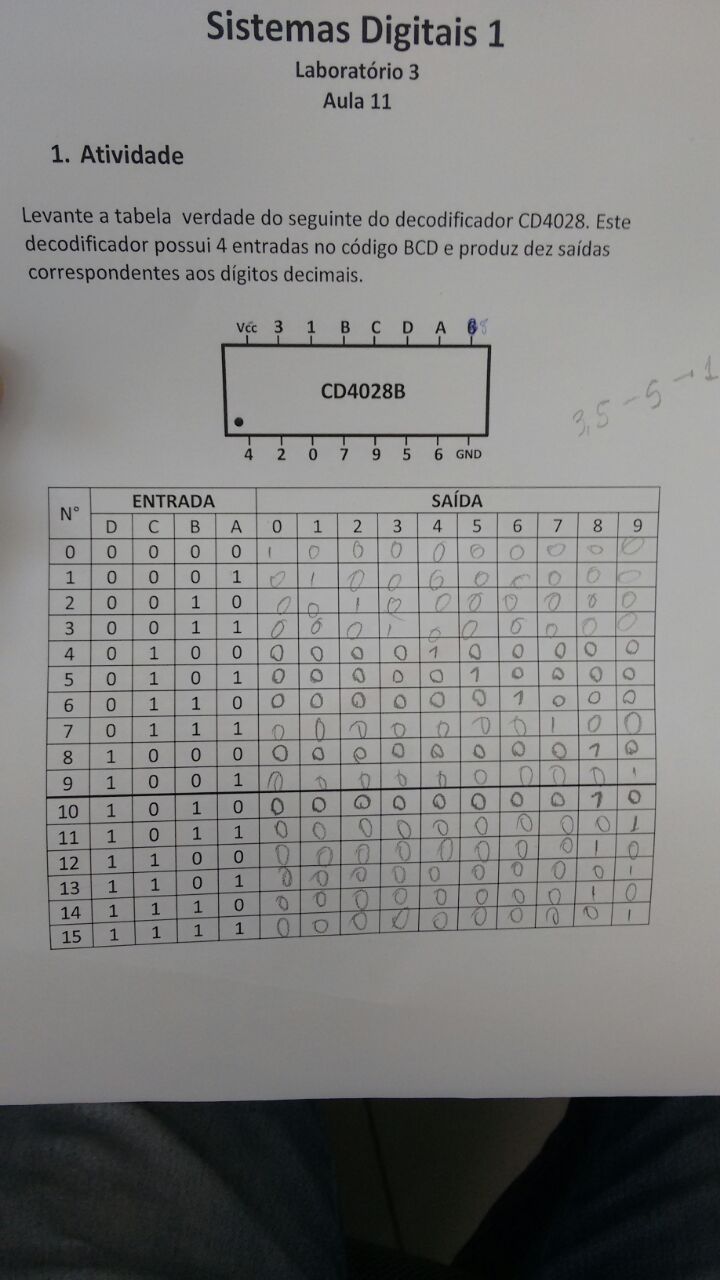 Sistemas Digitais 1
Laboratório 3
Aula 11
1. Atividade
Levante a tabela verdade do seguinte do decodificador CD4028. Este
decodificador possui 4 entradas no código BCD e produz dez saídas
correspondentes aos dígitos decimais.
Vcc 3 1 B C D A 8
CD4028B
4 2 0 7 9 5 6 GND
3,5 - 5 → 1
N° ENTRADA SAÍDA
D C B A 0 1 2 3 4 5 6 7 8 9
0 0 0 0 0 1 0 0 0 0 0 0 0 0 0
1 0 0 0 1 0 1 0 0 0 0 0 0 0 0
2 0 0 1 0 0 0 1 0 0 0 0 0 0 0
3 0 0 1 1 0 0 0 1 0 0 0 0 0 0
4 0 1 0 0 0 0 0 0 1 0 0 0 0 0
5 0 1 0 1 0 0 0 0 0 1 0 0 0 0
6 0 1 1 0 0 0 0 0 0 0 1 0 0 0
7 0 1 1 1 0 0 0 0 0 0 0 1 0 0
8 1 0 0 0 0 0 0 0 0 0 0 0 1 0
9 1 0 0 1 0 0 0 0 0 0 0 0 0 1
10 1 0 1 0 0 0 0 0 0 0 0 0 1 0
11 1 0 1 1 0 0 0 0 0 0 0 0 0 1
12 1 1 0 0 0 0 0 0 0 0 0 0 1 0
13 1 1 0 1 0 0 0 0 0 0 0 0 0 1
14 1 1 1 0 0 0 0 0 0 0 0 0 1 0
15 1 1 1 1 0 0 0 0 0 0 0 0 0 1